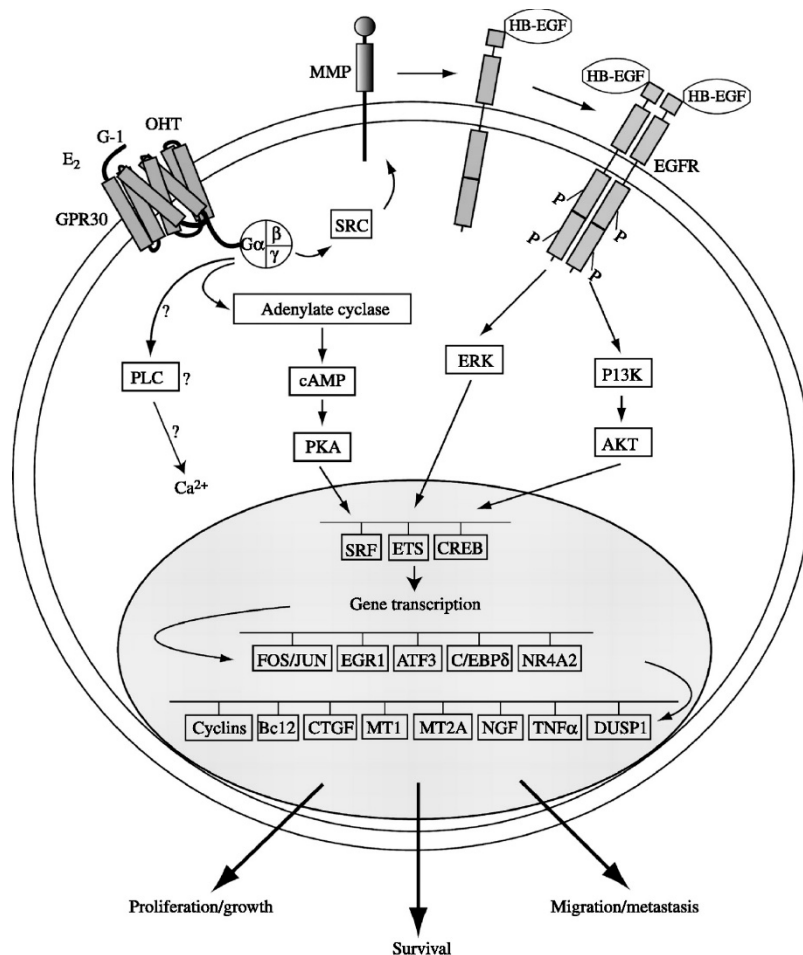 HB-EGF
MMP
HB-EGF
HB-EGF
G-1
OHT
E2
EGFR
GPR30
P
P
P
P
Gα
β
γ
SRC
?
Adenylate cyclase
ERK
PLC
?
cAMP
P13K
?
PKA
AKT
Ca2+
SRF
ETS
CREB
Gene transcription
FOS/JUN
EGR1
ATF3
C/EBPδ
NR4A2
Cyclins
Bc12
CTGF
MT1
MT2A
NGF
TNFα
DUSP1
Proliferation/growth
Migration/metastasis
Survival